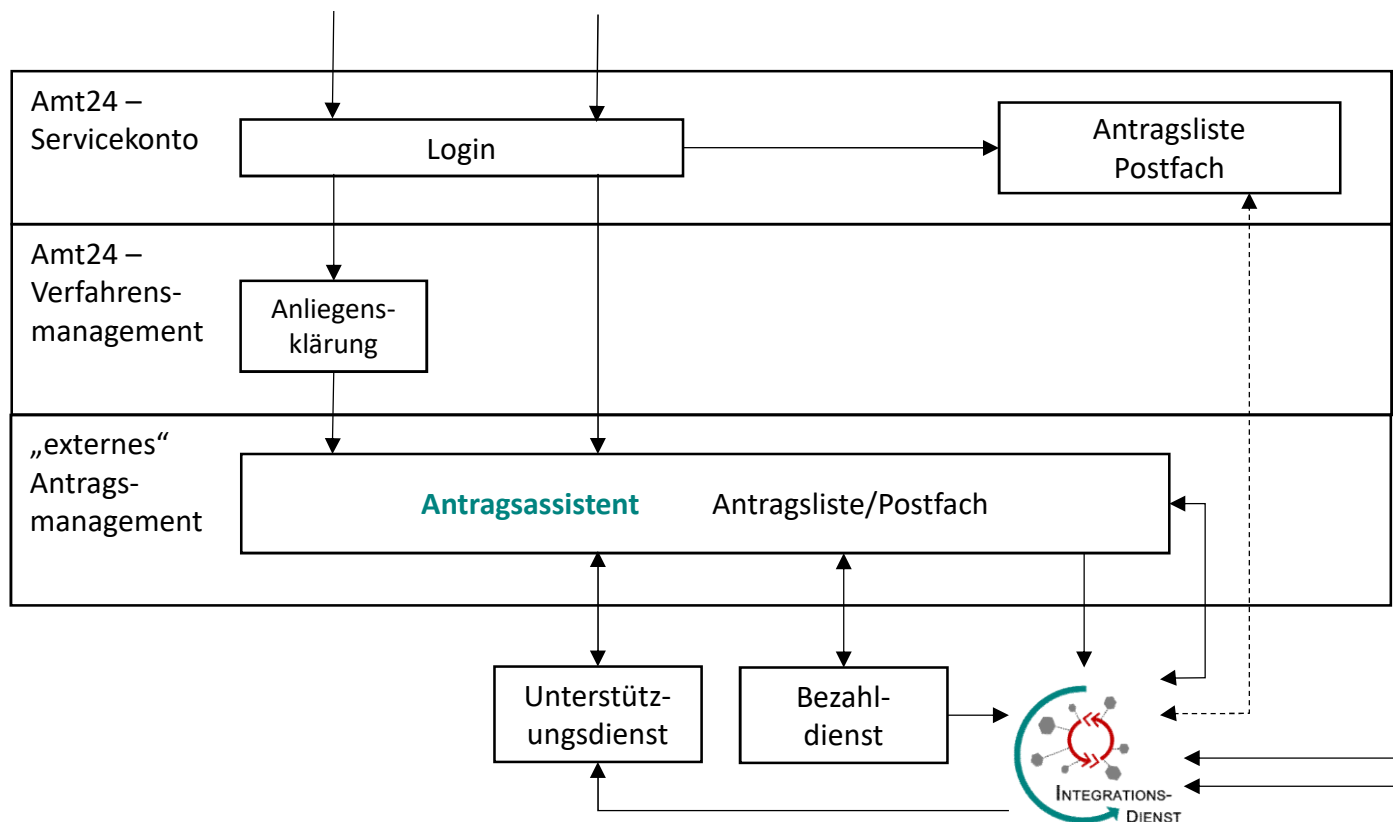 Amt24 –
Servicekonto
Login
Antragsliste
Postfach
Amt24 –
Verfahrens-
management
Anliegens-
klärung
„externes“
Antrags-
management
Antragsassistent Antragsliste/Postfach
Unterstütz-
ungsdienst
Bezahl-
dienst
INTEGRATIONS-
DIENST